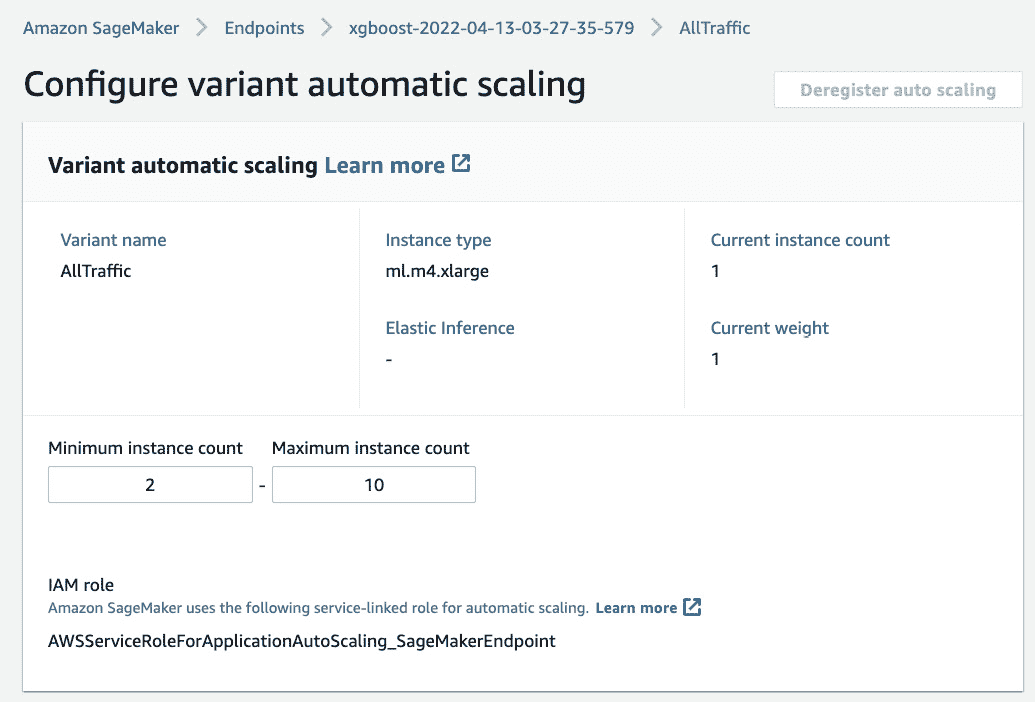 Amazon SageMaker > Endpoints > xgboost-2022-04-13-03-27-35-579 > AllTraffic
Configure variant automatic scaling
Deregister auto scaling
Variant automatic scaling Learn more
Variant name
AllTraffic
Instance type
ml.m4.xlarge
Elastic Inference
-
Current instance count
1
Current weight
1
Minimum instance count Maximum instance count
2 - 10
IAM role
Amazon SageMaker uses the following service-linked role for automatic scaling. Learn more
AWSServiceRoleForApplicationAutoScaling_SageMakerEndpoint